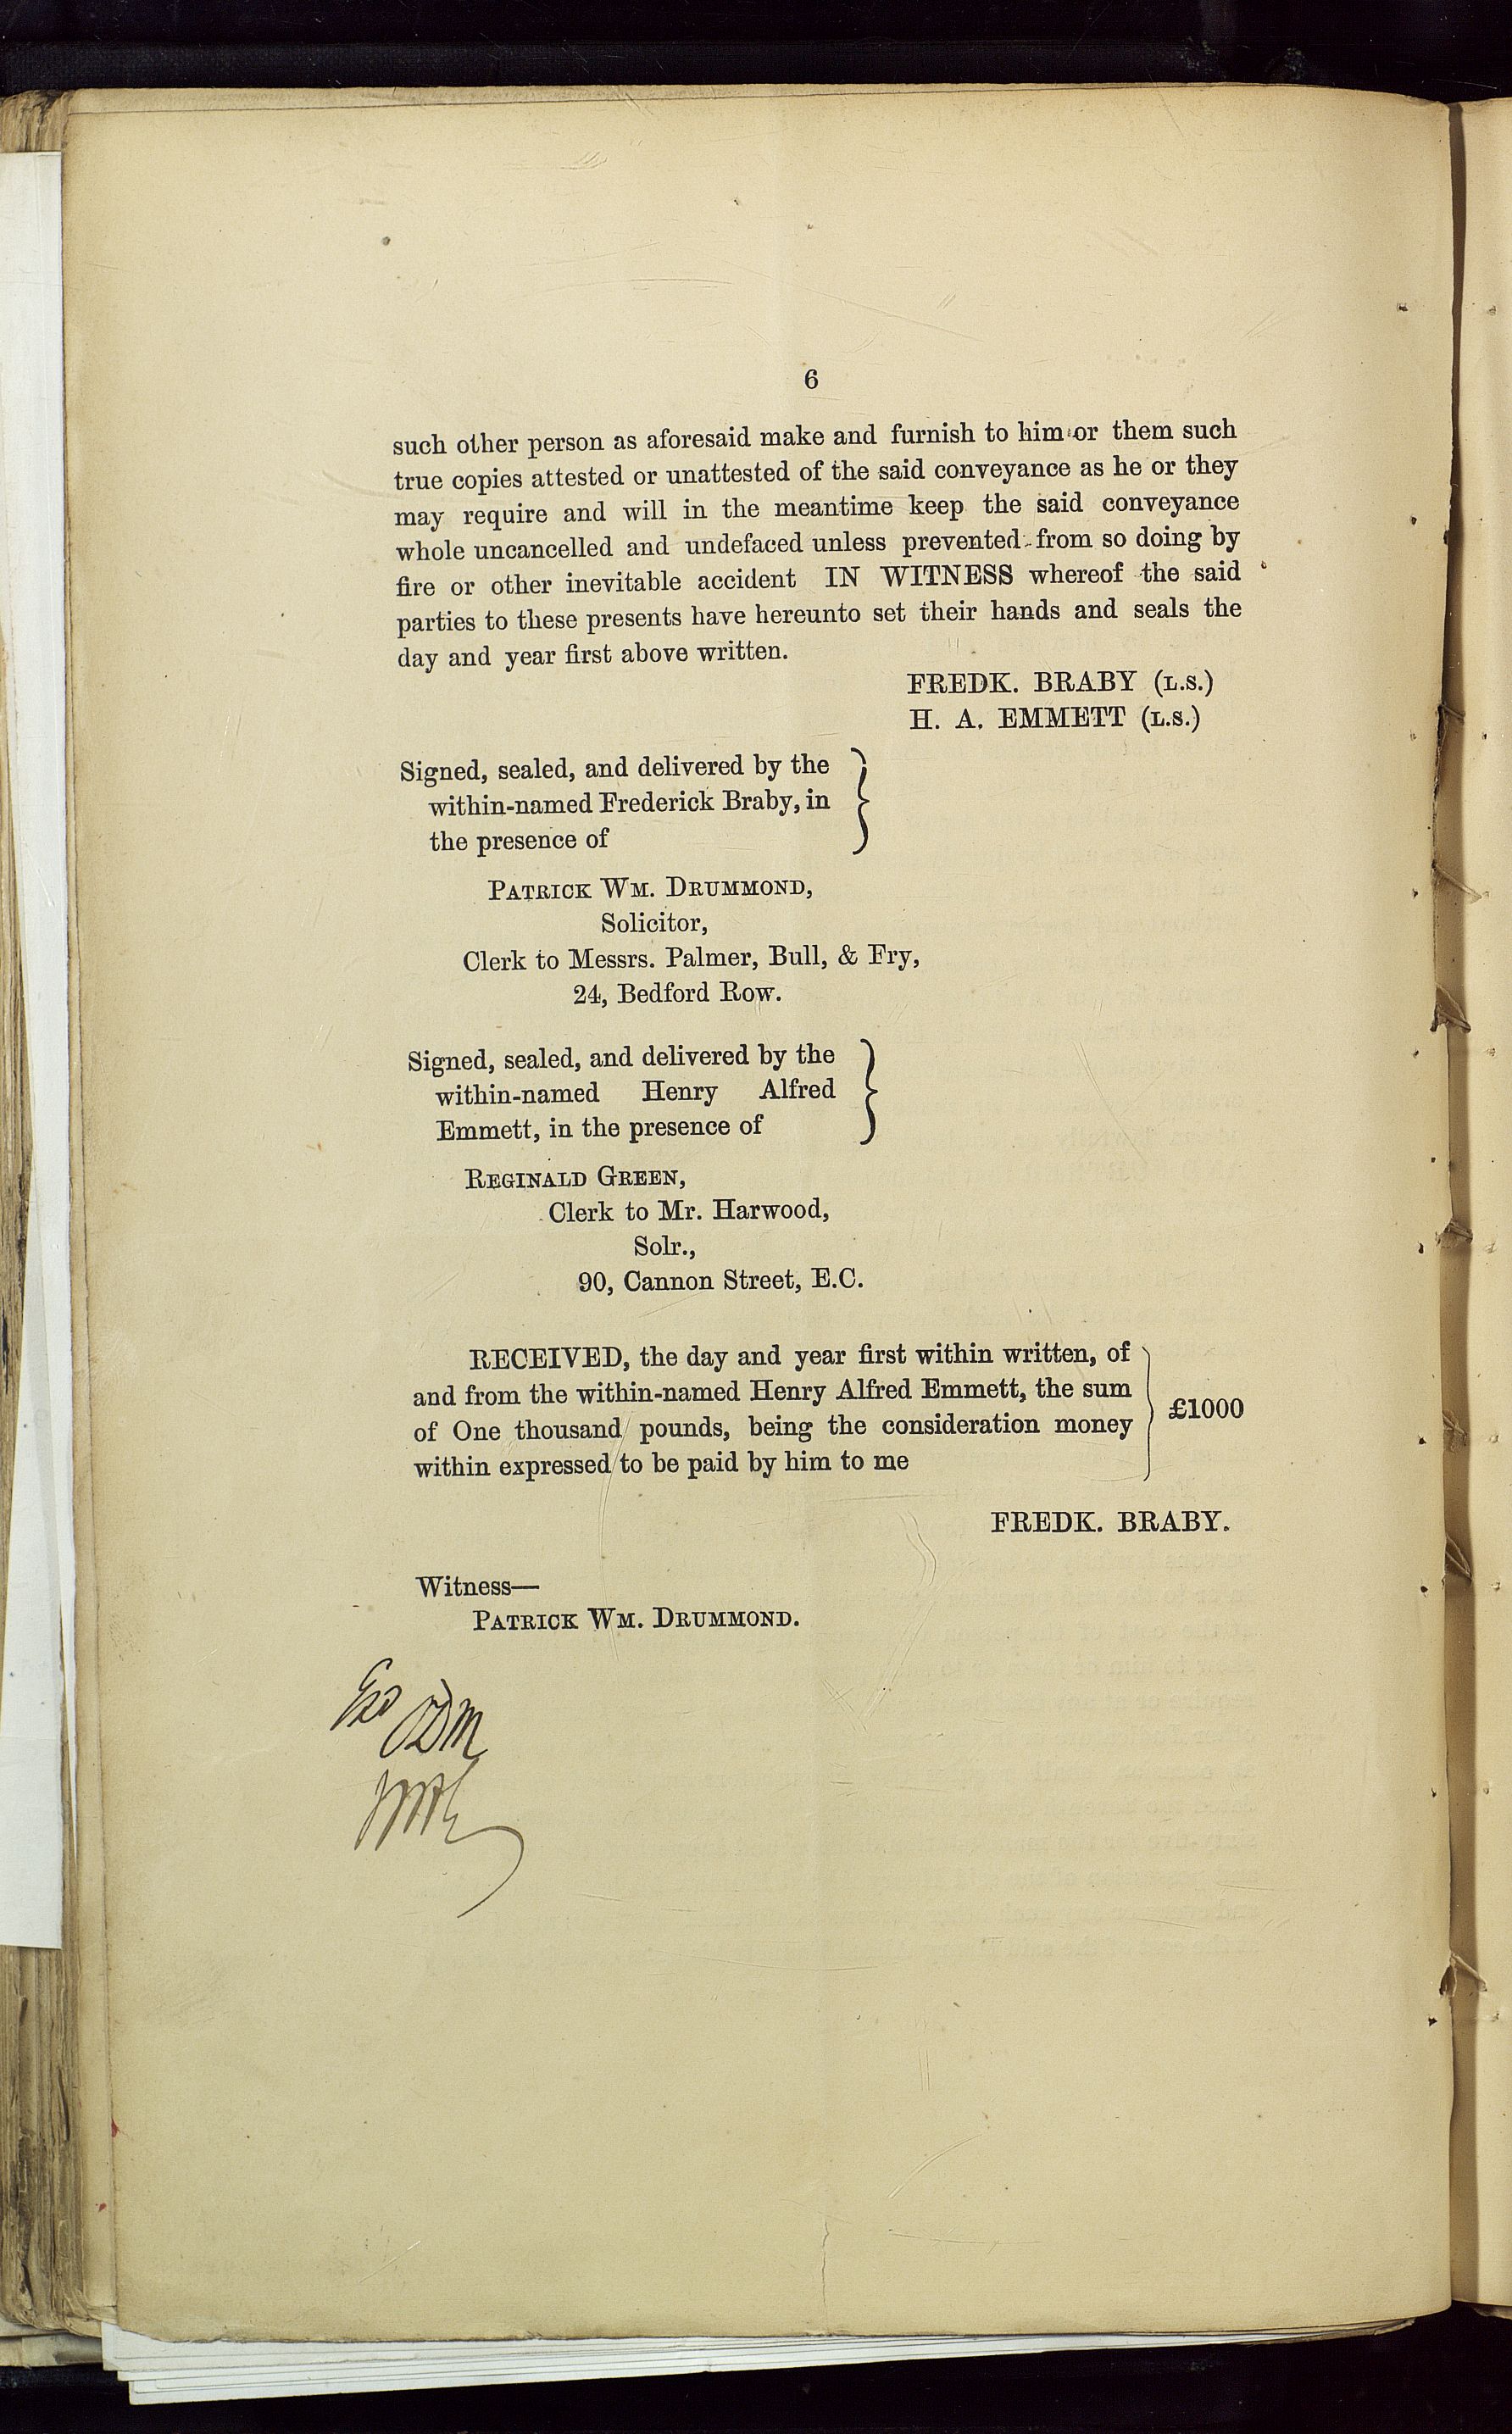 6
such other person as aforesaid make and furnish to him or them such
true copies attested or unattested of the said conveyance as he or they
may require and will in the meantime keep the said conveyance
whole uncancelled and undefaced unless prevented from so doing by
fire or other inevitable accident IN WITNESS whereof the said
parties to these presents have hereunto set their hands and seals the
day and year first above written.
FREDK. BRABY (L.S.)
H. A. EMMETT (L.S.)
Signed, sealed, and delivered by the
within-named Frederick Braby, in
the presence of
PATRICK WM. DRUMMOND,
Solicitor,
Clerk to Messrs. Palmer, Bull, & Fry,
24, Bedford Row.
Signed, sealed, and delivered by the
within-named Henry Alfred
Emmett, in the presence of
REGINALD GREEN,
Clerk to Mr. Harwood,
Solr.,
90, Cannon Street, E.C.
RECEIVED, the day and year first within written, of
and from the within-named Henry Alfred Emmett, the sum
of One thousand pounds, being the consideration money
within expressed to be paid by him to me
£1000
FREDK. BRABY.
Witness—
PATRICK WM. DRUMMOND.